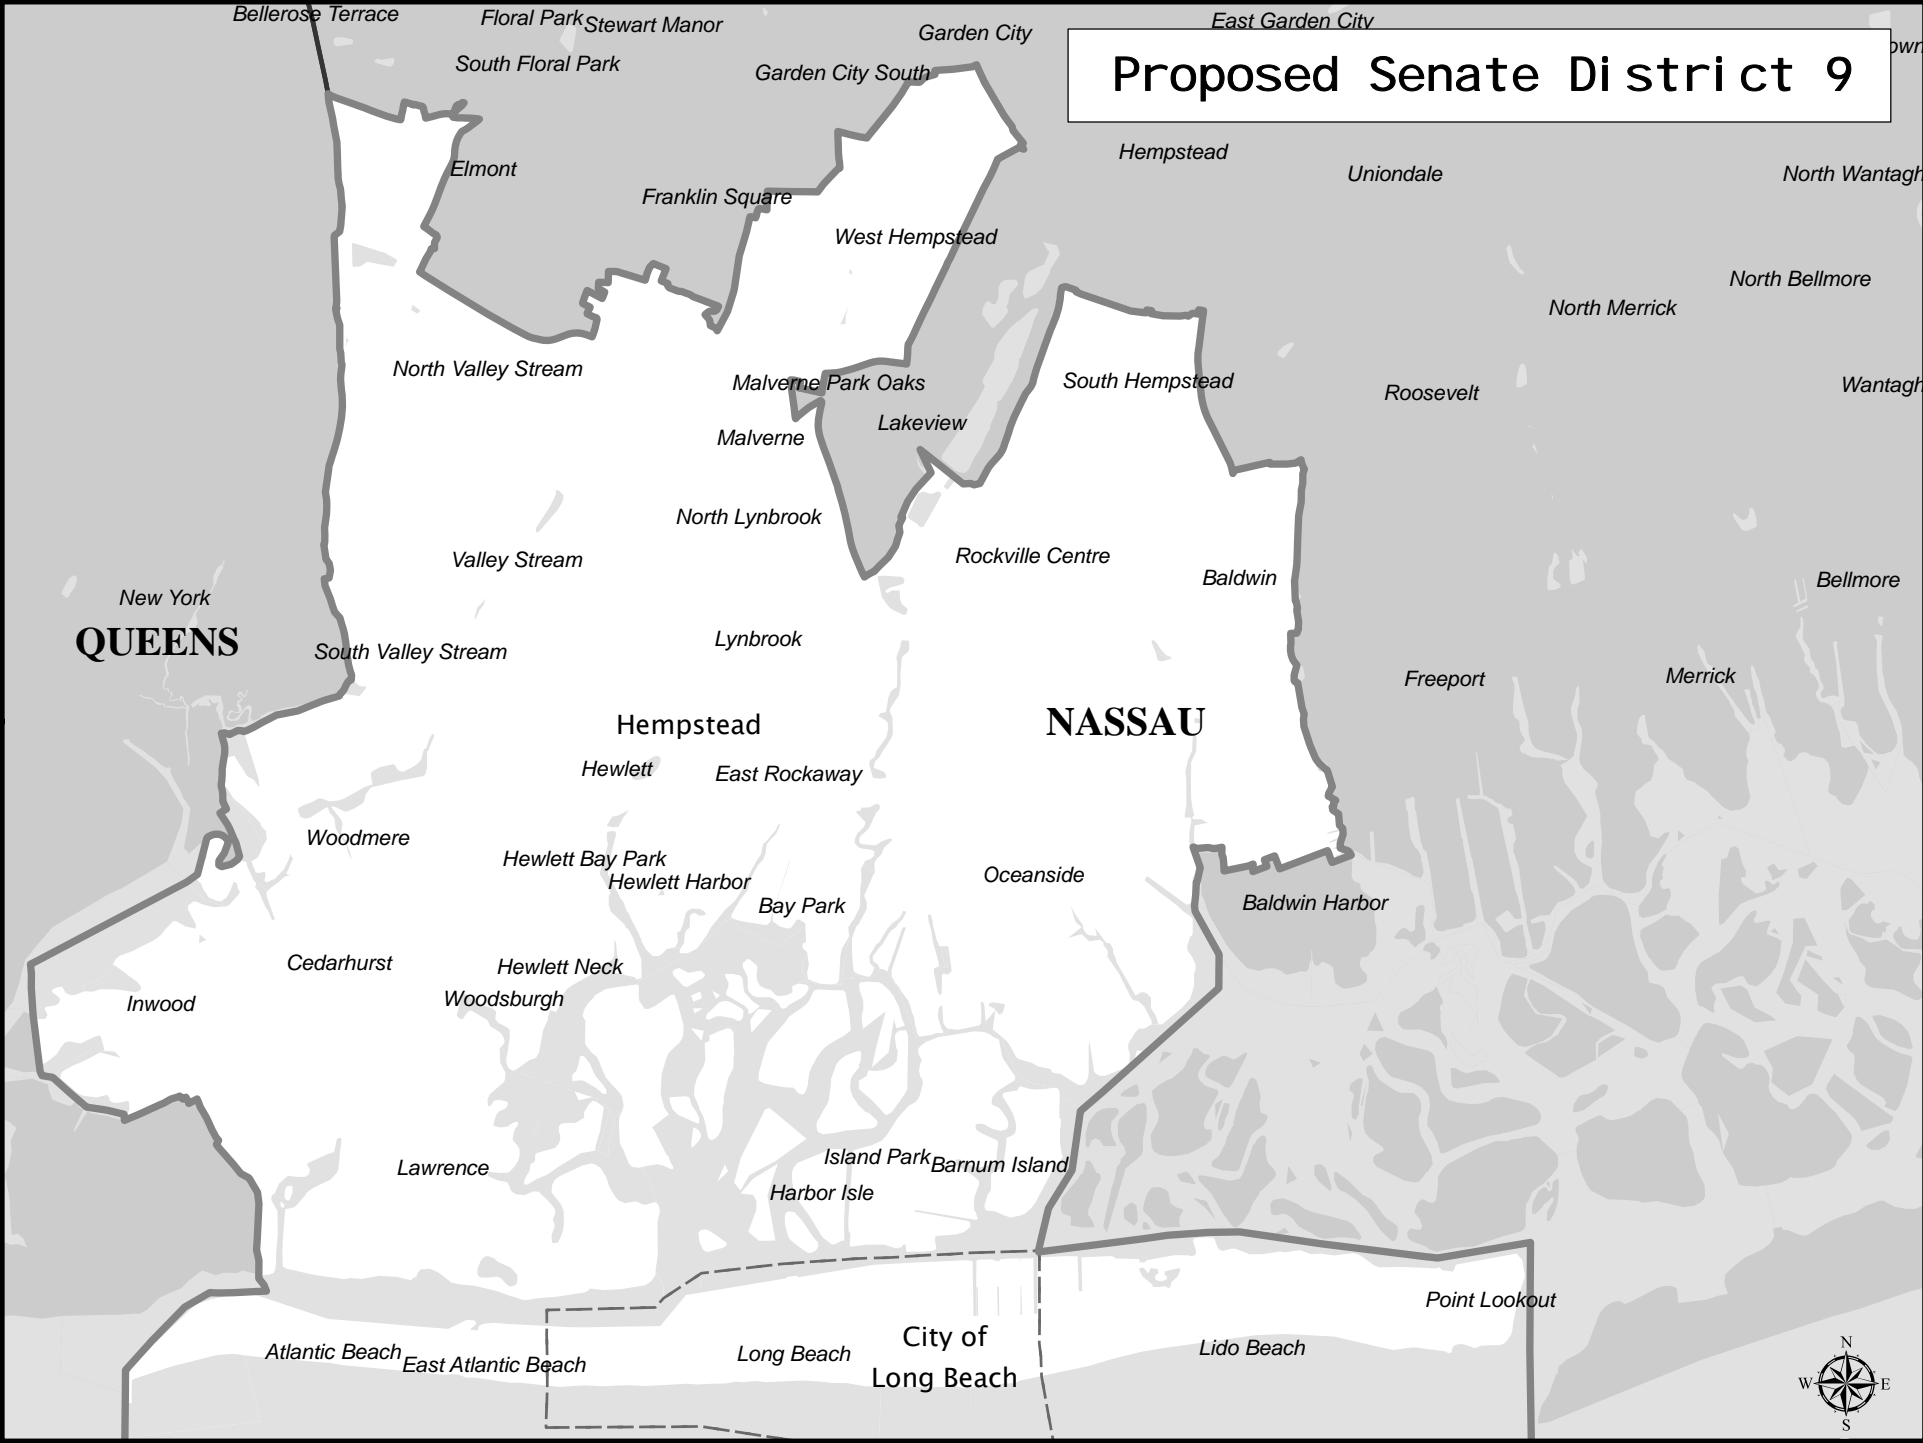 Bellerose Terrace
Floral Park
Stewart Manor
Garden City
East Garden City
South Floral Park
Garden City South
Proposed Senate District 9
Hempstead
Uniondale
North Wantagh
Elmont
Franklin Square
West Hempstead
North Bellmore
North Merrick
North Valley Stream
Malverne Park Oaks
South Hempstead
Roosevelt
Wantagh
Lakeview
Malverne
North Lynbrook
Valley Stream
Rockville Centre
Baldwin
Bellmore
New York
QUEENS
South Valley Stream
Lynbrook
Freeport
Merrick
Hempstead
NASSAU
Hewlett
East Rockaway
Woodmere
Hewlett Bay Park
Hewlett Harbor
Oceanside
Bay Park
Baldwin Harbor
Cedarhurst
Hewlett Neck
Woodsburgh
Inwood
Lawrence
Island Park
Barnum Island
Harbor Isle
Point Lookout
Atlantic Beach
East Atlantic Beach
Long Beach
City of
Long Beach
Lido Beach
N
W
E
S